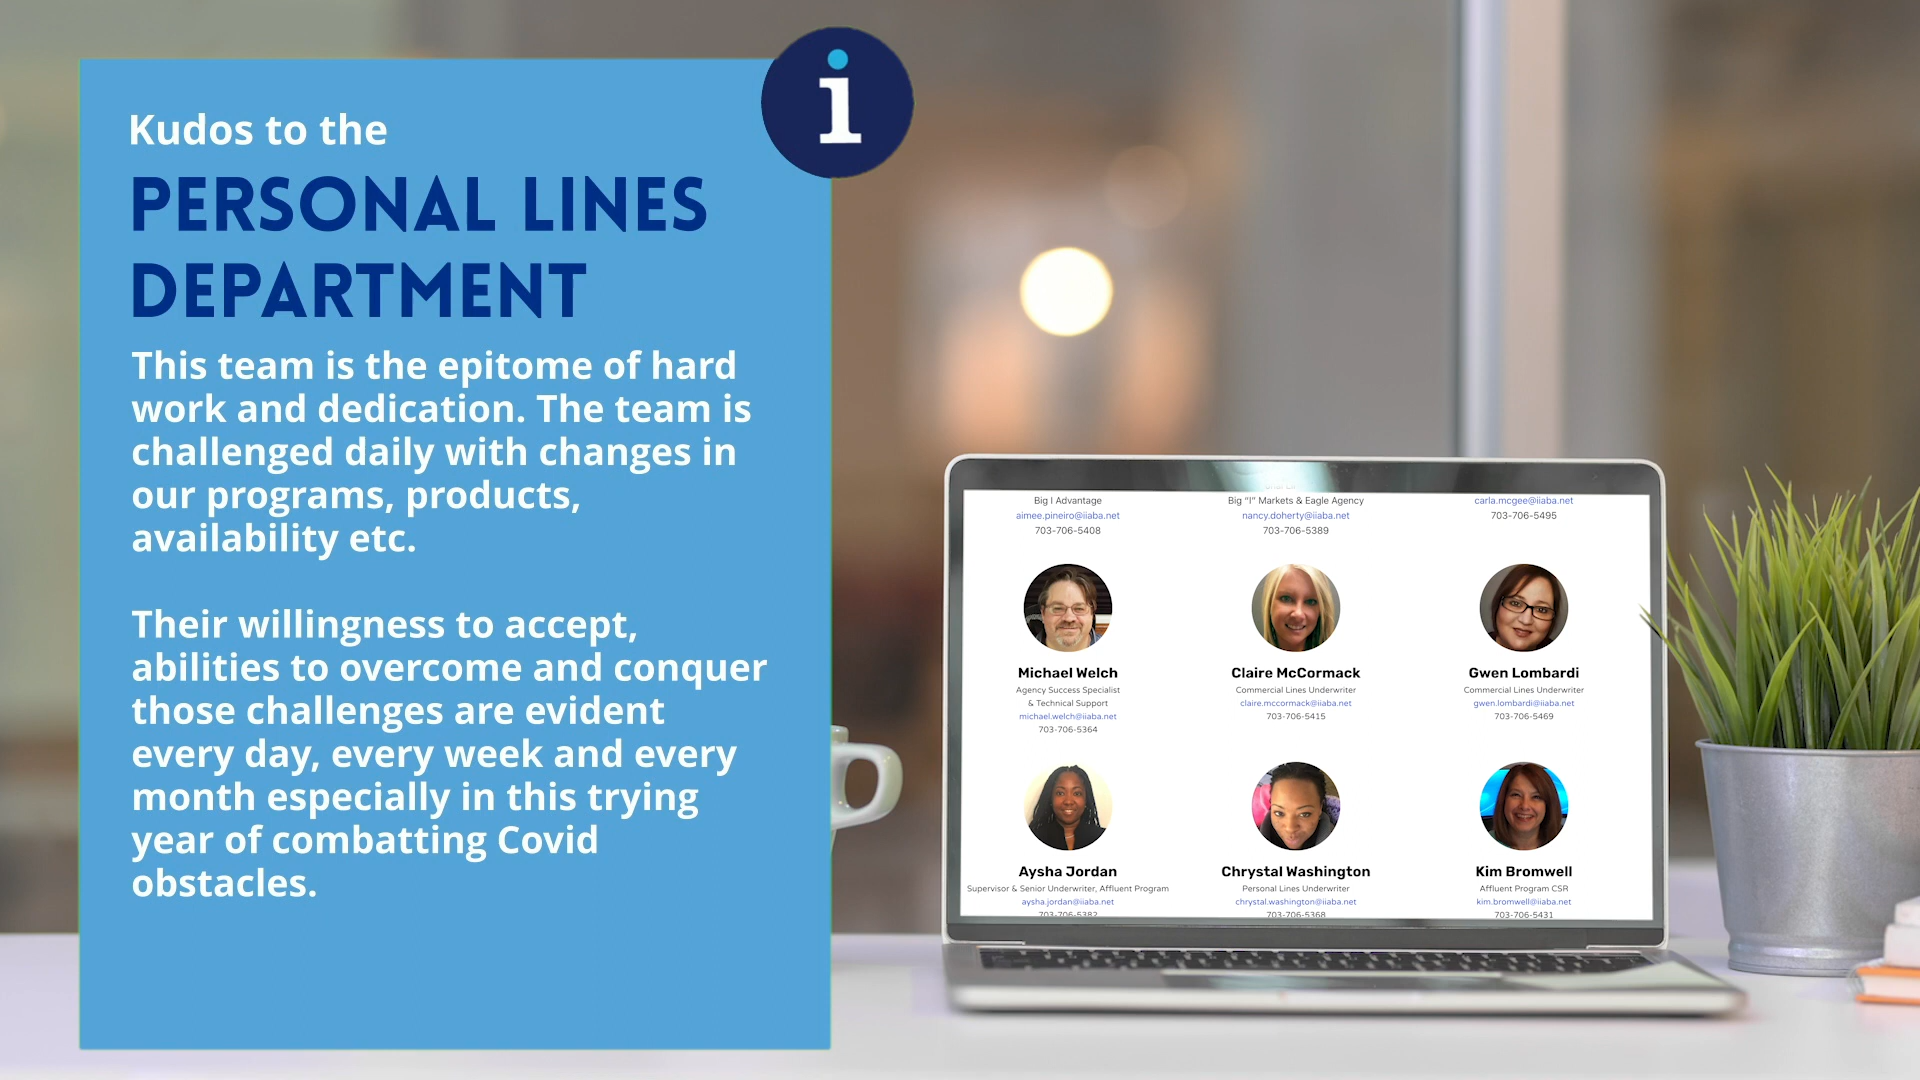 i
Kudos to the
PERSONAL LINES
DEPARTMENT
This team is the epitome of hard
work and dedication. The team is
challenged daily with changes in
our programs, products,
availability etc.
Their willingness to accept,
abilities to overcome and conquer
those challenges are evident
every day, every week and every
month especially in this trying
year of combatting Covid
obstacles.
Big I Advantage
aimee.pineiro@iiaba.net
703-706-5408
Big "I" Markets & Eagle Agency
nancy.doherty@iiaba.net
703-706-5389
carla.mcgee@iiaba.net
703-706-5495
Michael Welch
Agency Success Specialist
& Technical Support
michael.welch@iiaba.net
703-706-5364
Claire McCormack
Commercial Lines Underwriter
claire.mccormack@iiaba.net
703-706-5415
Gwen Lombardi
Commercial Lines Underwriter
gwen.lombardi@iiaba.net
703-706-5469
Aysha Jordan
Supervisor & Senior Underwriter, Affluent Program
aysha.jordan@iiaba.net
703-706-5382
Chrystal Washington
Personal Lines Underwriter
chrystal.washington@iiaba.net
703-706-5368
Kim Bromwell
Affluent Program CSR
kim.bromwell@iiaba.net
703-706-5431